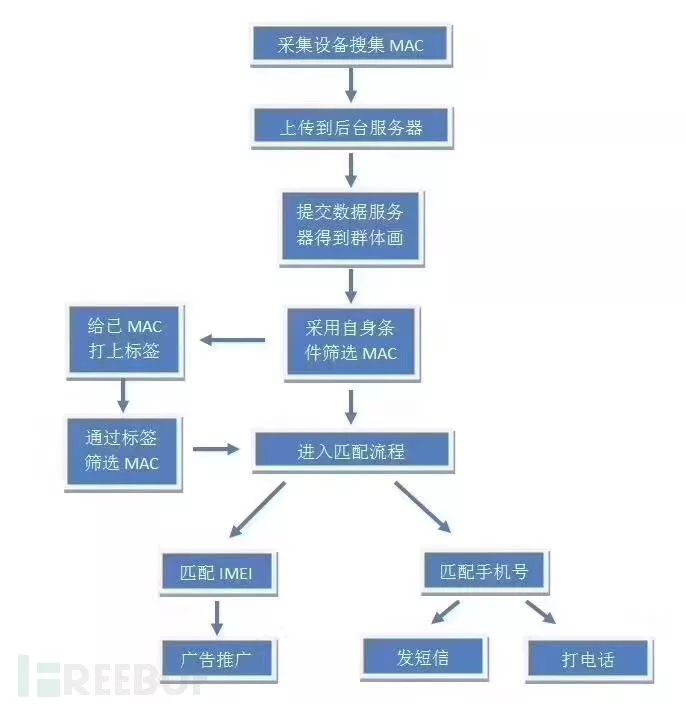 采集设备搜集 MAC
上传到后台服务器
提交数据服务
器得到群体画
给已 MAC
打上标签
采用自身条
件筛选 MAC
通过标签
筛选 MAC
进入匹配流程
匹配 IMEI
匹配手机号
广告推广
发短信
打电话
FREEBUF